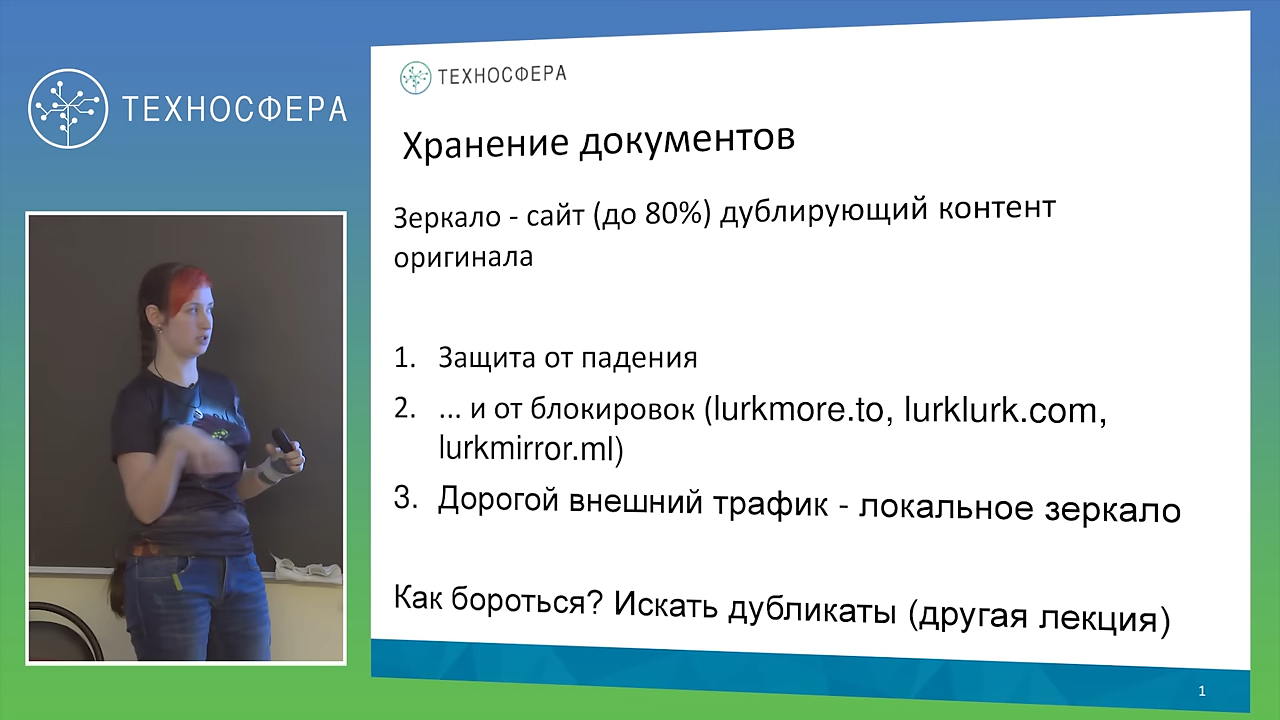 ТЕХНОСФЕРА
ТЕХНОСФЕРА
Хранение документов
Зеркало - сайт (до 80%) дублирующий контент
оригинала
1. Защита от падения
2. ... и от блокировок (lurkmore.to, lurklurk.com,
lurkmirror.ml)
3. Дорогой внешний трафик - локальное зеркало
Как бороться? Искать дубликаты (другая лекция)
1